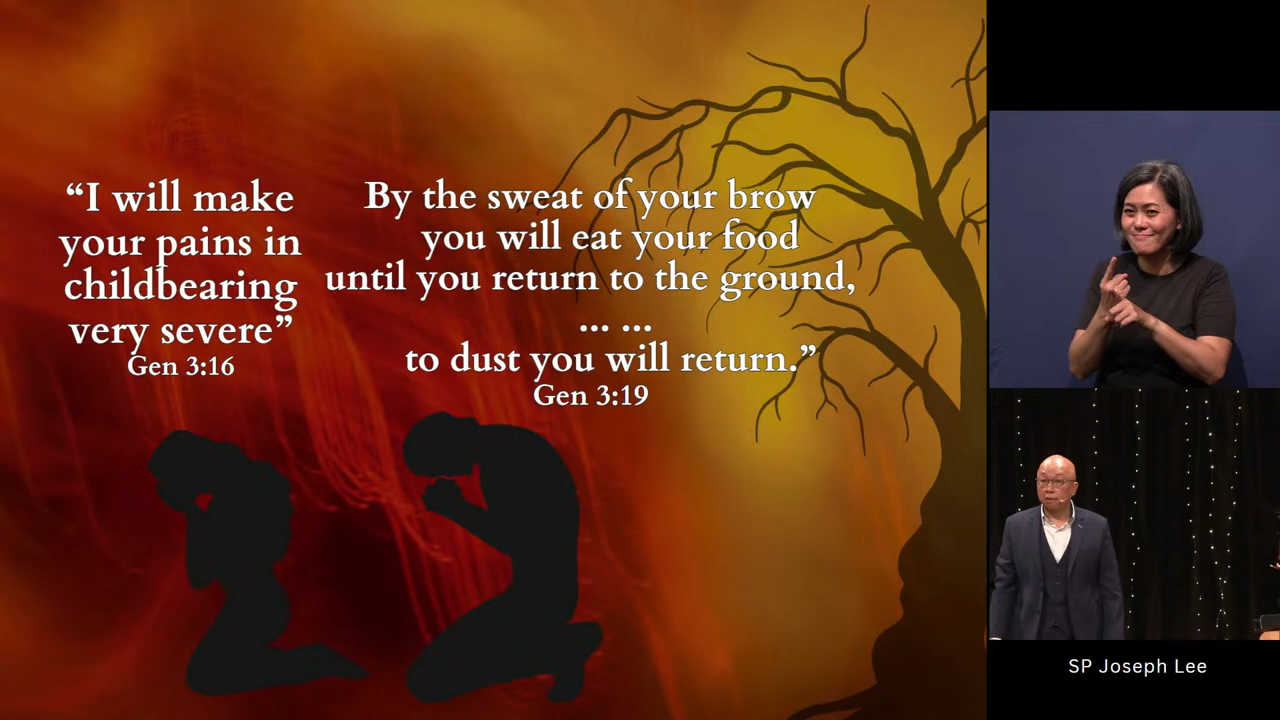 “I will make
your pains in
childbearing
very severe”
Gen 3:16
By the sweat of your brow
you will eat your food
until you return to the ground,
... ...
to dust you will return.”
Gen 3:19
SP Joseph Lee